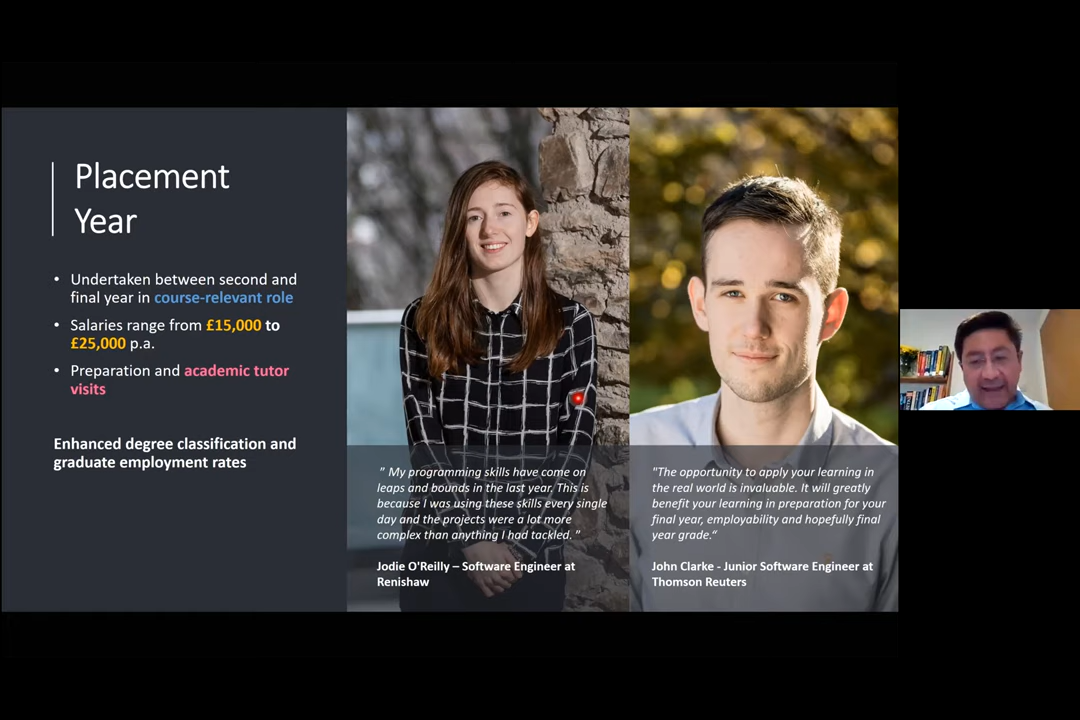 Placement
Year
• Undertaken between second and
final year in course-relevant role
• Salaries range from £15,000 to
£25,000 p.a.
• Preparation and academic tutor
visits
Enhanced degree classification and
graduate employment rates
" My programming skills have come on
leaps and bounds in the last year. This is
because I was using these skills every single
day and the projects were a lot more
complex than anything I had tackled. "
Jodie O'Reilly – Software Engineer at
Renishaw
"The opportunity to apply your learning in
the real world is invaluable. It will greatly
benefit your learning in preparation for your
final year, employability and hopefully final
year grade.“
John Clarke - Junior Software Engineer at
Thomson Reuters